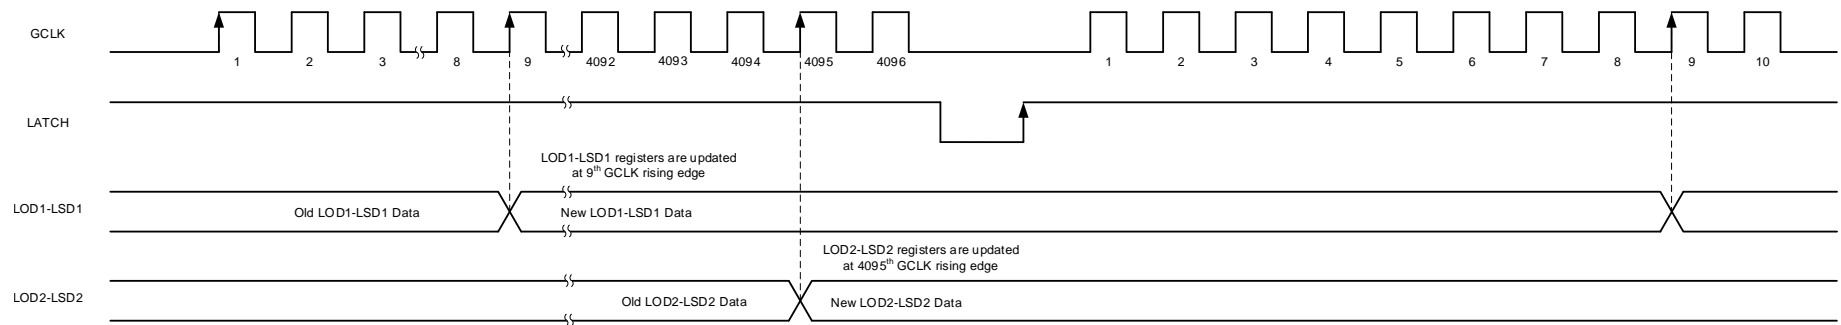 GCLK
1 2 3 8 9 4092 4093 4094 4095 4096 1 2 3 4 5 6 7 8 9 10
LATCH
LOD1-LSD1 registers are updated
at 9th GCLK rising edge
LOD1-LSD1
Old LOD1-LSD1 Data New LOD1-LSD1 Data
LOD2-LSD2 registers are updated
at 4095th GCLK rising edge
LOD2-LSD2
Old LOD2-LSD2 Data New LOD2-LSD2 Data